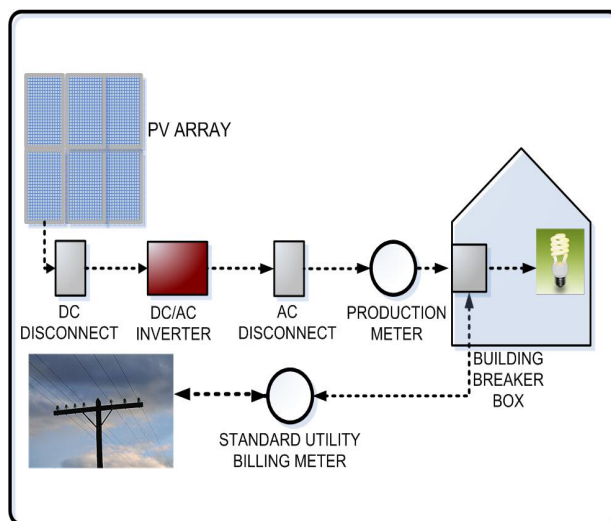 PV ARRAY
DC
DISCONNECT
DC/AC
INVERTER
AC
DISCONNECT
PRODUCTION
METER
BUILDING
BREAKER
BOX
STANDARD UTILITY
BILLING METER